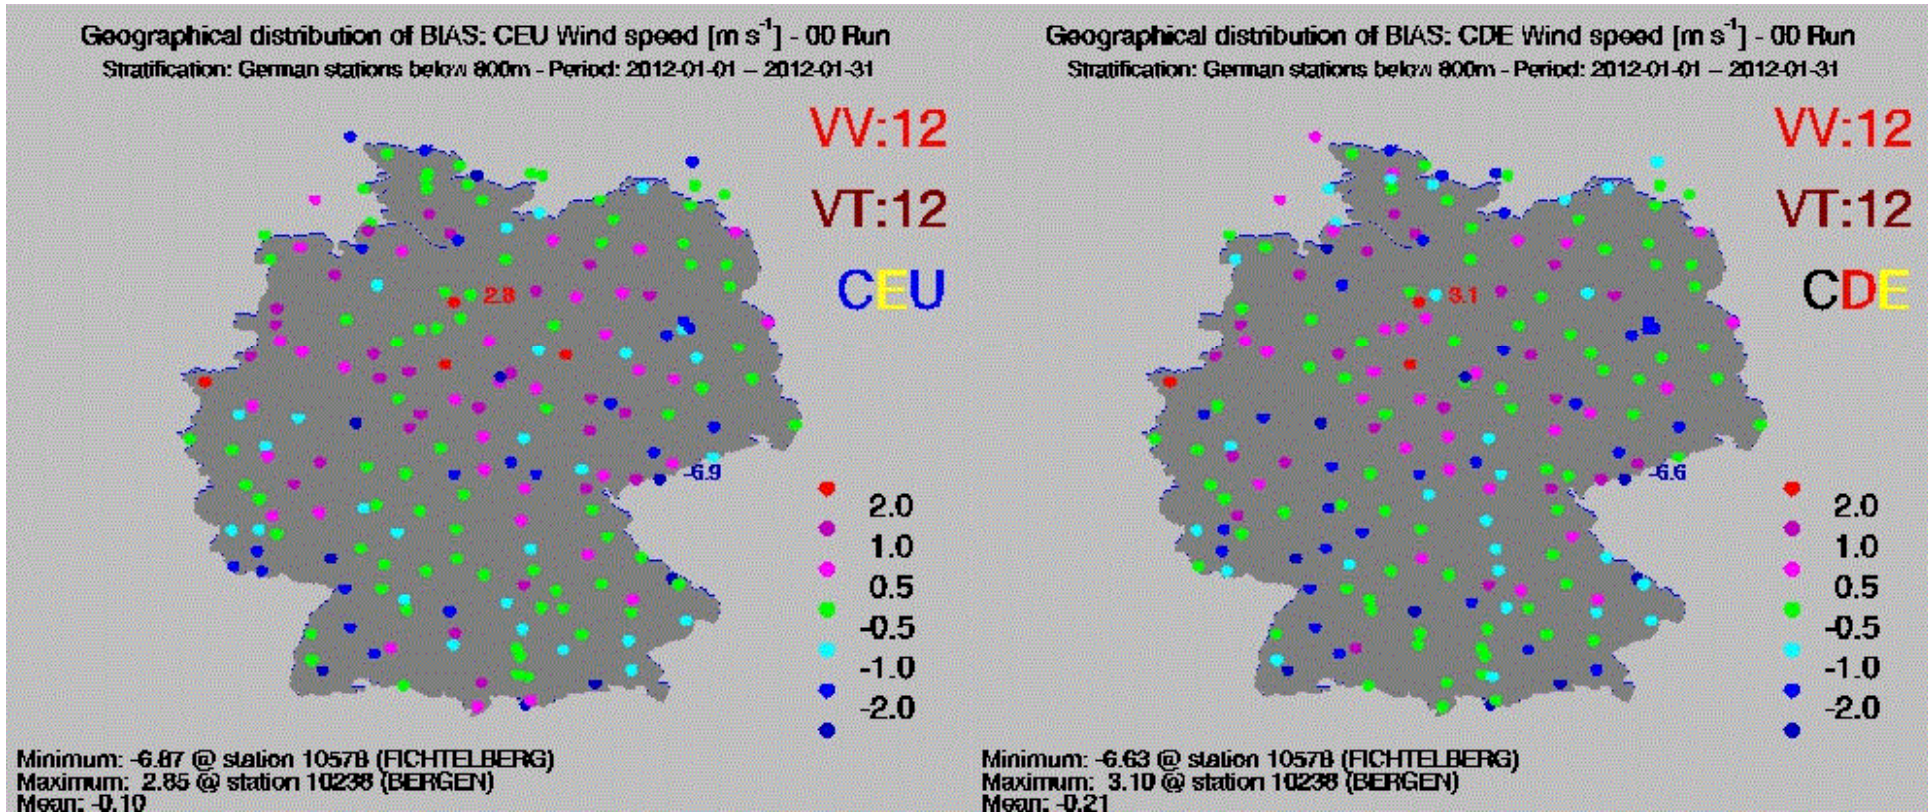 Geographical distribution of BIAS: CEU Wind speed [m s⁻¹] - 00 Run
Stratification: German stations below 800m - Period: 2012-01-01 – 2012-01-31
VV:12
VT:12
CEU
2.8
-6.9
2.0
1.0
0.5
-0.5
-1.0
-2.0
Minimum: -6.87 @ station 10578 (FICHTELBERG)
Maximum: 2.85 @ station 10238 (BERGEN)
Mean: -0.10
Geographical distribution of BIAS: CDE Wind speed [m s⁻¹] - 00 Run
Stratification: German stations below 800m - Period: 2012-01-01 – 2012-01-31
VV:12
VT:12
CDE
3.1
-6.6
2.0
1.0
0.5
-0.5
-1.0
-2.0
Minimum: -6.63 @ station 10578 (FICHTELBERG)
Maximum: 3.10 @ station 10238 (BERGEN)
Mean: -0.21